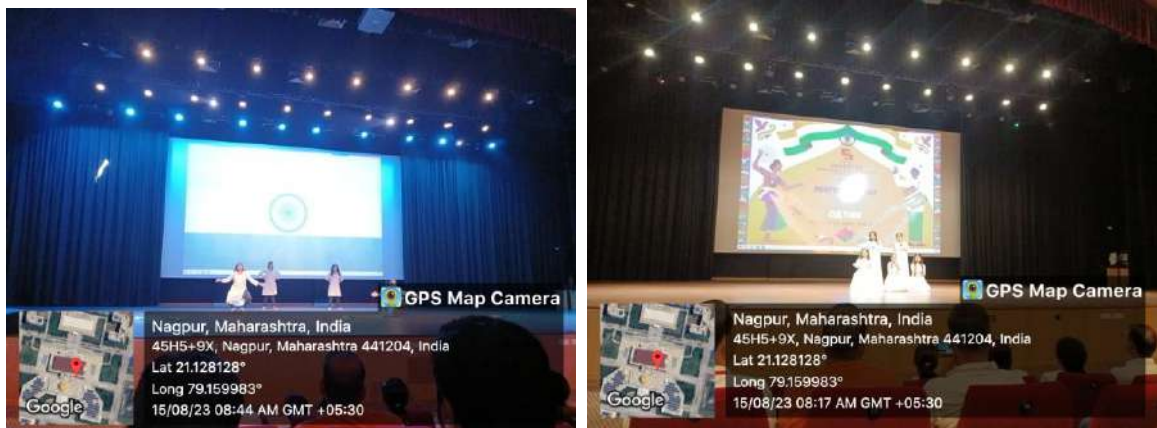 GPS Map Camera
Nagpur, Maharashtra, India
45H5+9X, Nagpur, Maharashtra 441204, India
Lat 21.128128°
Long 79.159983°
15/08/23 08:44 AM GMT +05:30
Google
GPS Map Camera
Nagpur, Maharashtra, India
45H5+9X, Nagpur, Maharashtra 441204, India
Lat 21.128128°
Long 79.159983°
15/08/23 08:17 AM GMT +05:30
Google